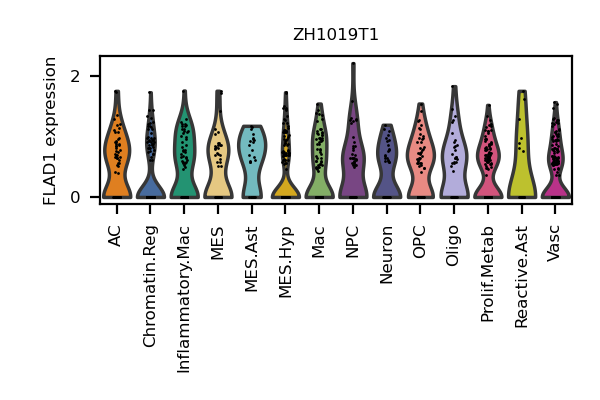 ZH1019T1
FLAD1 expression
2
0
AC
Chromatin.Reg
Inflammatory.Mac
MES
MES.Ast
MES.Hyp
Mac
NPC
Neuron
OPC
Oligo
Prolif.Metab
Reactive.Ast
Vasc